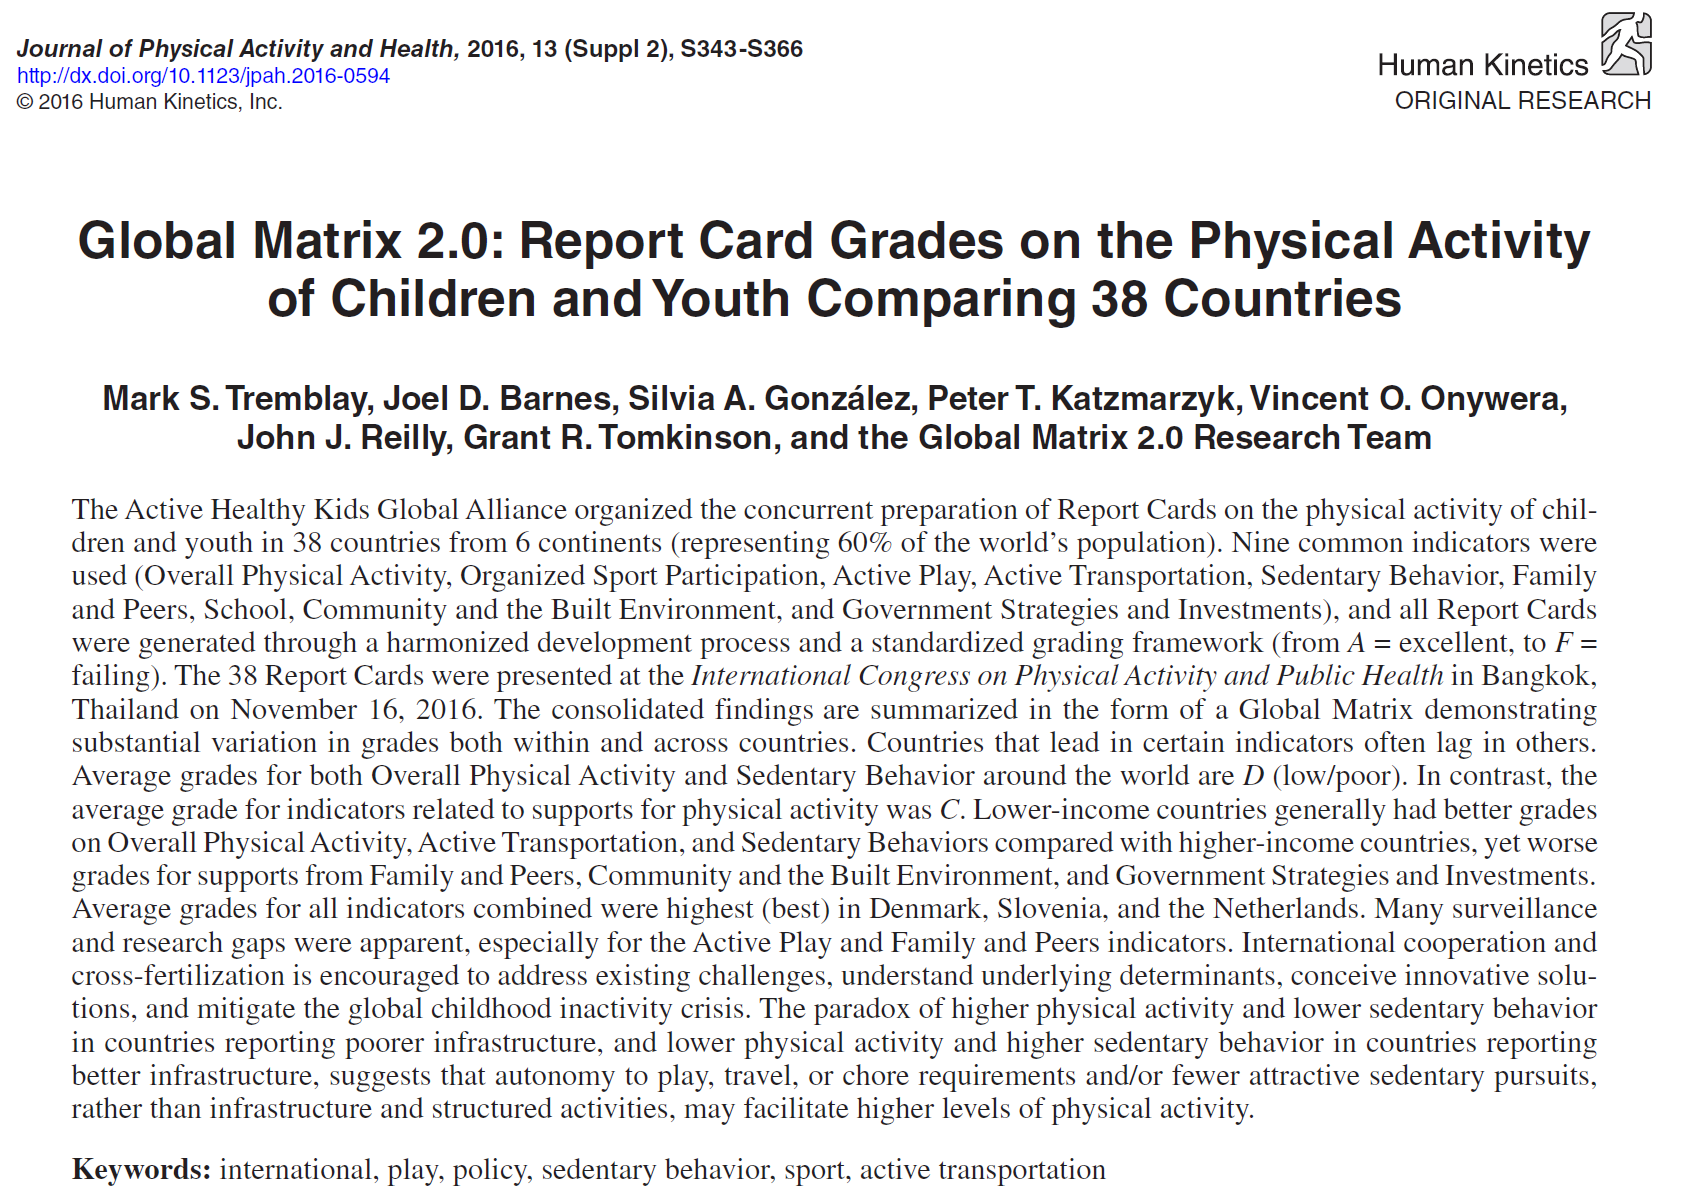 Journal of Physical Activity and Health, 2016, 13 (Suppl 2), S343-S366
http://dx.doi.org/10.1123/jpah.2016-0594
© 2016 Human Kinetics, Inc.
Human Kinetics
ORIGINAL RESEARCH
Global Matrix 2.0: Report Card Grades on the Physical Activity
of Children and Youth Comparing 38 Countries
Mark S. Tremblay, Joel D. Barnes, Silvia A. González, Peter T. Katzmarzyk, Vincent O. Onywera,
John J. Reilly, Grant R. Tomkinson, and the Global Matrix 2.0 Research Team
The Active Healthy Kids Global Alliance organized the concurrent preparation of Report Cards on the physical activity of chil-
dren and youth in 38 countries from 6 continents (representing 60% of the world's population). Nine common indicators were
used (Overall Physical Activity, Organized Sport Participation, Active Play, Active Transportation, Sedentary Behavior, Family
and Peers, School, Community and the Built Environment, and Government Strategies and Investments), and all Report Cards
were generated through a harmonized development process and a standardized grading framework (from A = excellent, to F =
failing). The 38 Report Cards were presented at the International Congress on Physical Activity and Public Health in Bangkok,
Thailand on November 16, 2016. The consolidated findings are summarized in the form of a Global Matrix demonstrating
substantial variation in grades both within and across countries. Countries that lead in certain indicators often lag in others.
Average grades for both Overall Physical Activity and Sedentary Behavior around the world are D (low/poor). In contrast, the
average grade for indicators related to supports for physical activity was C. Lower-income countries generally had better grades
on Overall Physical Activity, Active Transportation, and Sedentary Behaviors compared with higher-income countries, yet worse
grades for supports from Family and Peers, Community and the Built Environment, and Government Strategies and Investments.
Average grades for all indicators combined were highest (best) in Denmark, Slovenia, and the Netherlands. Many surveillance
and research gaps were apparent, especially for the Active Play and Family and Peers indicators. International cooperation and
cross-fertilization is encouraged to address existing challenges, understand underlying determinants, conceive innovative solu-
tions, and mitigate the global childhood inactivity crisis. The paradox of higher physical activity and lower sedentary behavior
in countries reporting poorer infrastructure, and lower physical activity and higher sedentary behavior in countries reporting
better infrastructure, suggests that autonomy to play, travel, or chore requirements and/or fewer attractive sedentary pursuits,
rather than infrastructure and structured activities, may facilitate higher levels of physical activity.
Keywords: international, play, policy, sedentary behavior, sport, active transportation